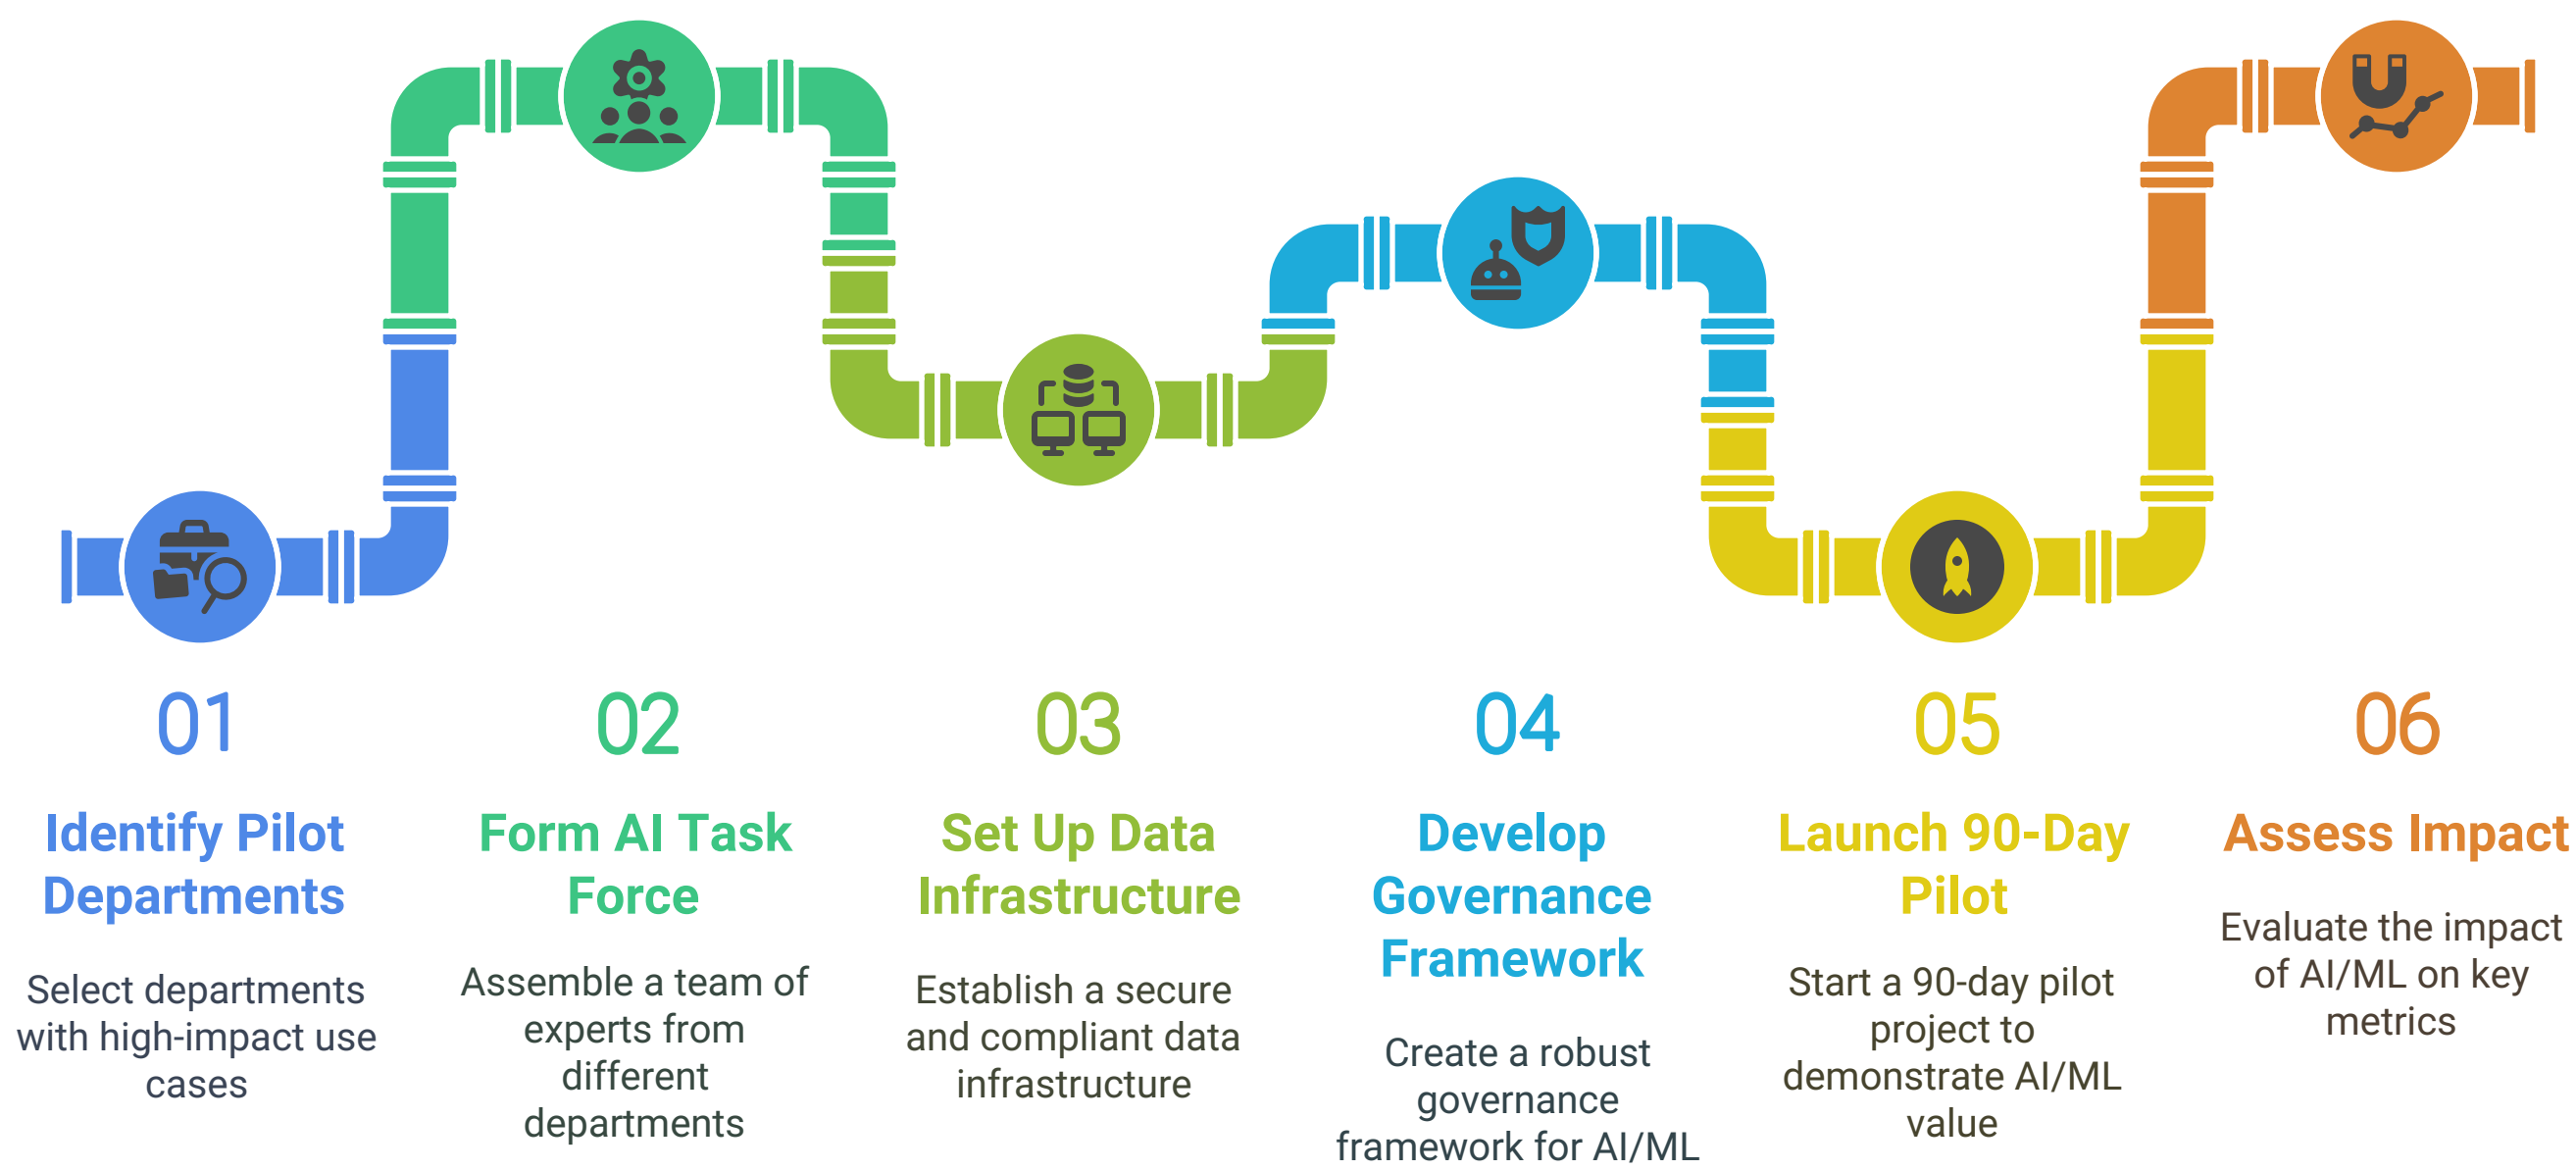 01
Identify Pilot
Departments
Select departments
with high-impact use
cases
02
Form AI Task
Force
Assemble a team of
experts from
different
departments
03
Set Up Data
Infrastructure
Establish a secure
and compliant data
infrastructure
04
Develop
Governance
Framework
Create a robust
governance
framework for AI/ML
05
Launch 90-Day
Pilot
Start a 90-day pilot
project to
demonstrate AI/ML
value
06
Assess Impact
Evaluate the impact
of AI/ML on key
metrics